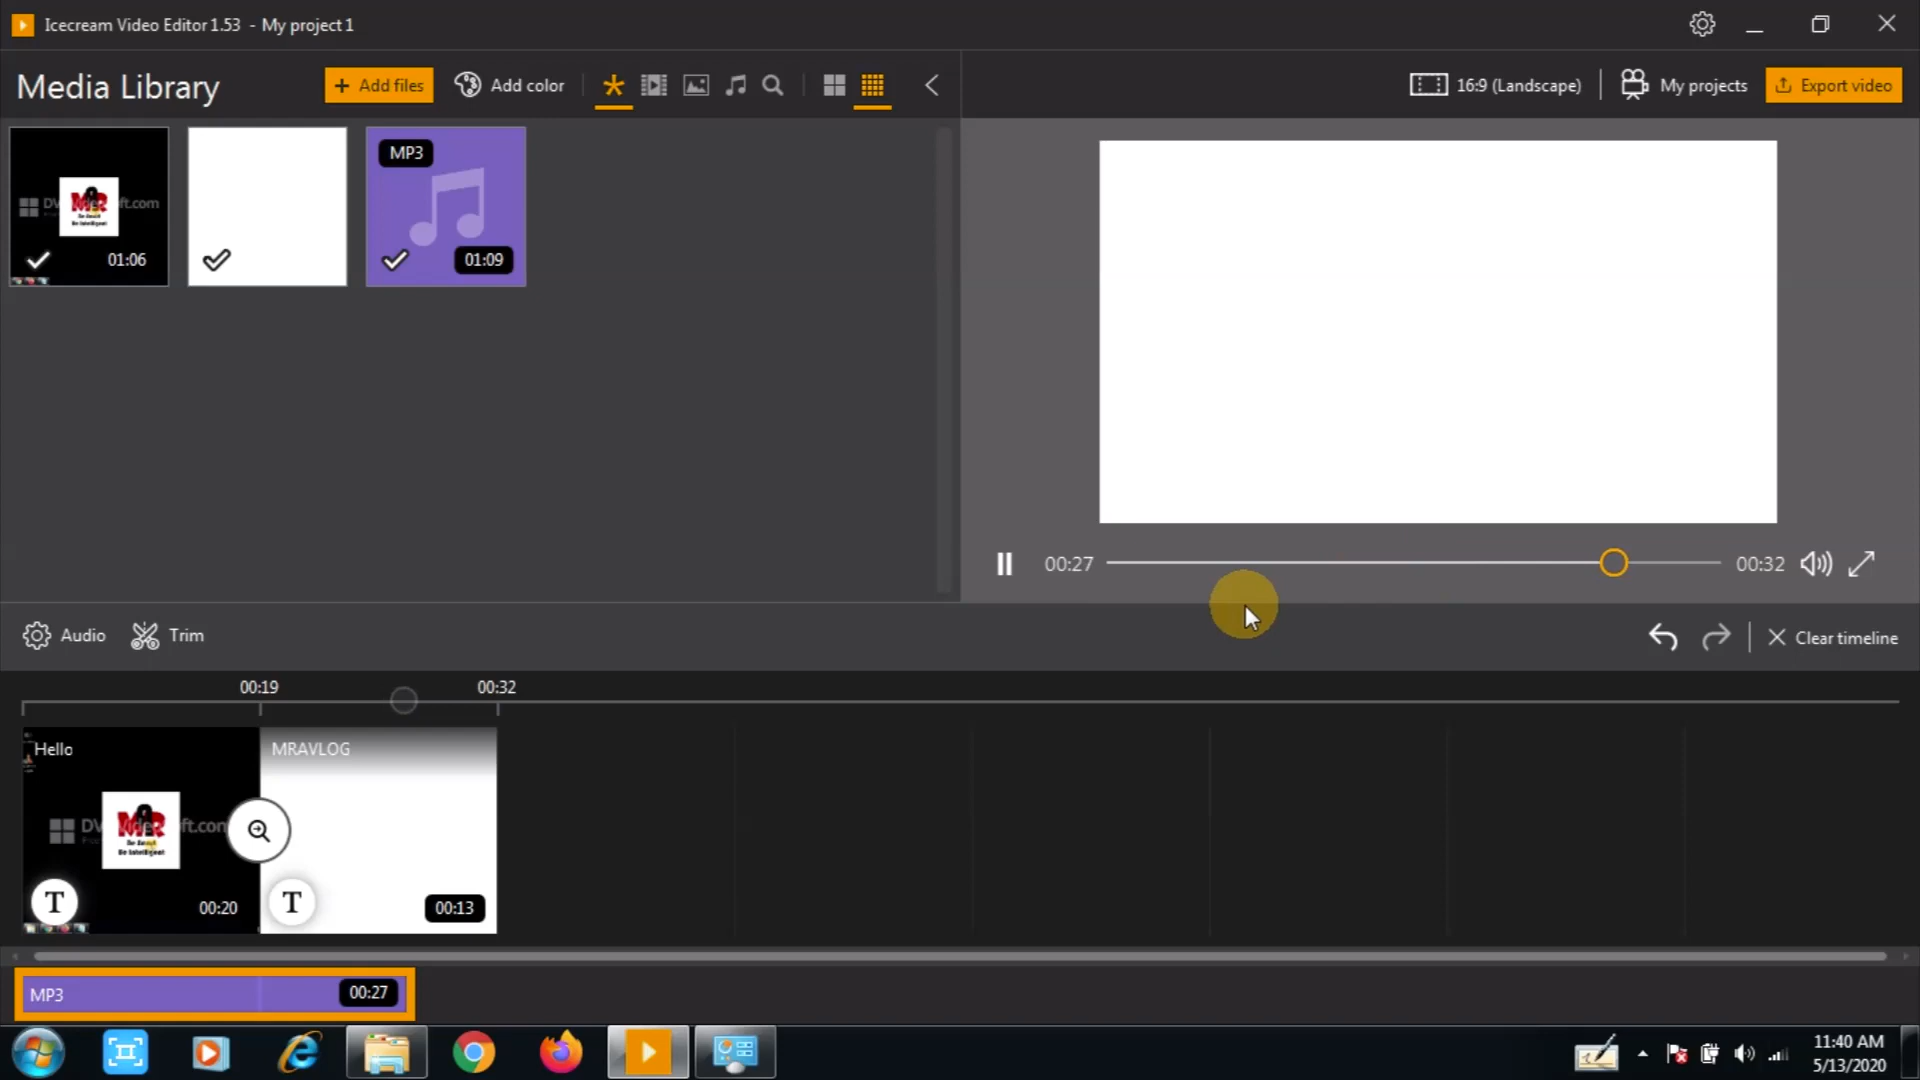 Icecream Video Editor 1.53 - My project 1
Media Library
+ Add files
Add color
16:9 (Landscape)
My projects
Export video
01:06
MP3
01:09
00:27
00:32
Audio
Trim
Clear timeline
00:19
00:32
Hello
MRAVLOG
T
00:20
T
00:13
MP3
00:27
11:40 AM
5/13/2020